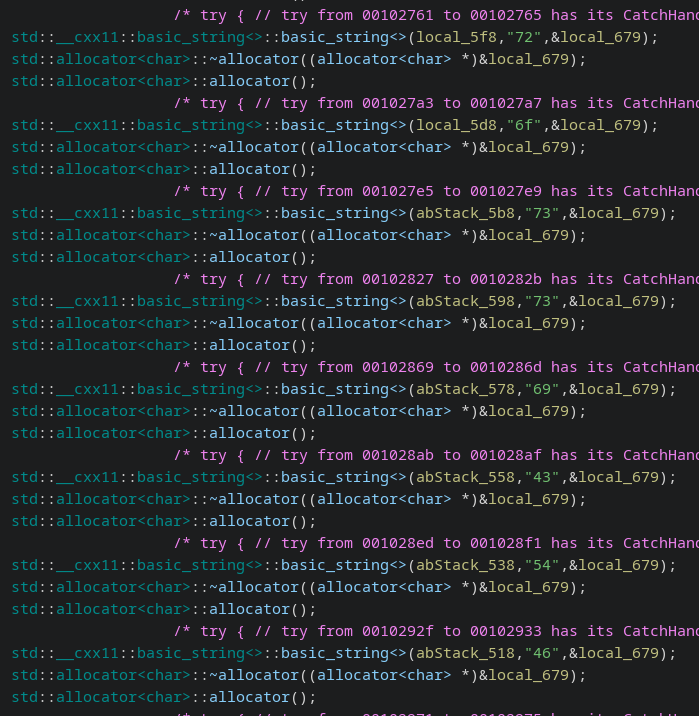 /* try { // try from 00102761 to 00102765 has its CatchHan
std::__cxx11::basic_string<>::basic_string<>(local_5f8,"72",&local_679);
std::allocator<char>::~allocator((allocator<char> *)&local_679);
std::allocator<char>::allocator();
/* try { // try from 001027a3 to 001027a7 has its CatchHan
std::__cxx11::basic_string<>::basic_string<>(local_5d8,"6f",&local_679);
std::allocator<char>::~allocator((allocator<char> *)&local_679);
std::allocator<char>::allocator();
/* try { // try from 001027e5 to 001027e9 has its CatchHan
std::__cxx11::basic_string<>::basic_string<>(abStack_5b8,"73",&local_679);
std::allocator<char>::~allocator((allocator<char> *)&local_679);
std::allocator<char>::allocator();
/* try { // try from 00102827 to 0010282b has its CatchHan
std::__cxx11::basic_string<>::basic_string<>(abStack_598,"73",&local_679);
std::allocator<char>::~allocator((allocator<char> *)&local_679);
std::allocator<char>::allocator();
/* try { // try from 00102869 to 0010286d has its CatchHan
std::__cxx11::basic_string<>::basic_string<>(abStack_578,"69",&local_679);
std::allocator<char>::~allocator((allocator<char> *)&local_679);
std::allocator<char>::allocator();
/* try { // try from 001028ab to 001028af has its CatchHan
std::__cxx11::basic_string<>::basic_string<>(abStack_558,"43",&local_679);
std::allocator<char>::~allocator((allocator<char> *)&local_679);
std::allocator<char>::allocator();
/* try { // try from 001028ed to 001028f1 has its CatchHan
std::__cxx11::basic_string<>::basic_string<>(abStack_538,"54",&local_679);
std::allocator<char>::~allocator((allocator<char> *)&local_679);
std::allocator<char>::allocator();
/* try { // try from 0010292f to 00102933 has its CatchHan
std::__cxx11::basic_string<>::basic_string<>(abStack_518,"46",&local_679);
std::allocator<char>::~allocator((allocator<char> *)&local_679);
std::allocator<char>::allocator();